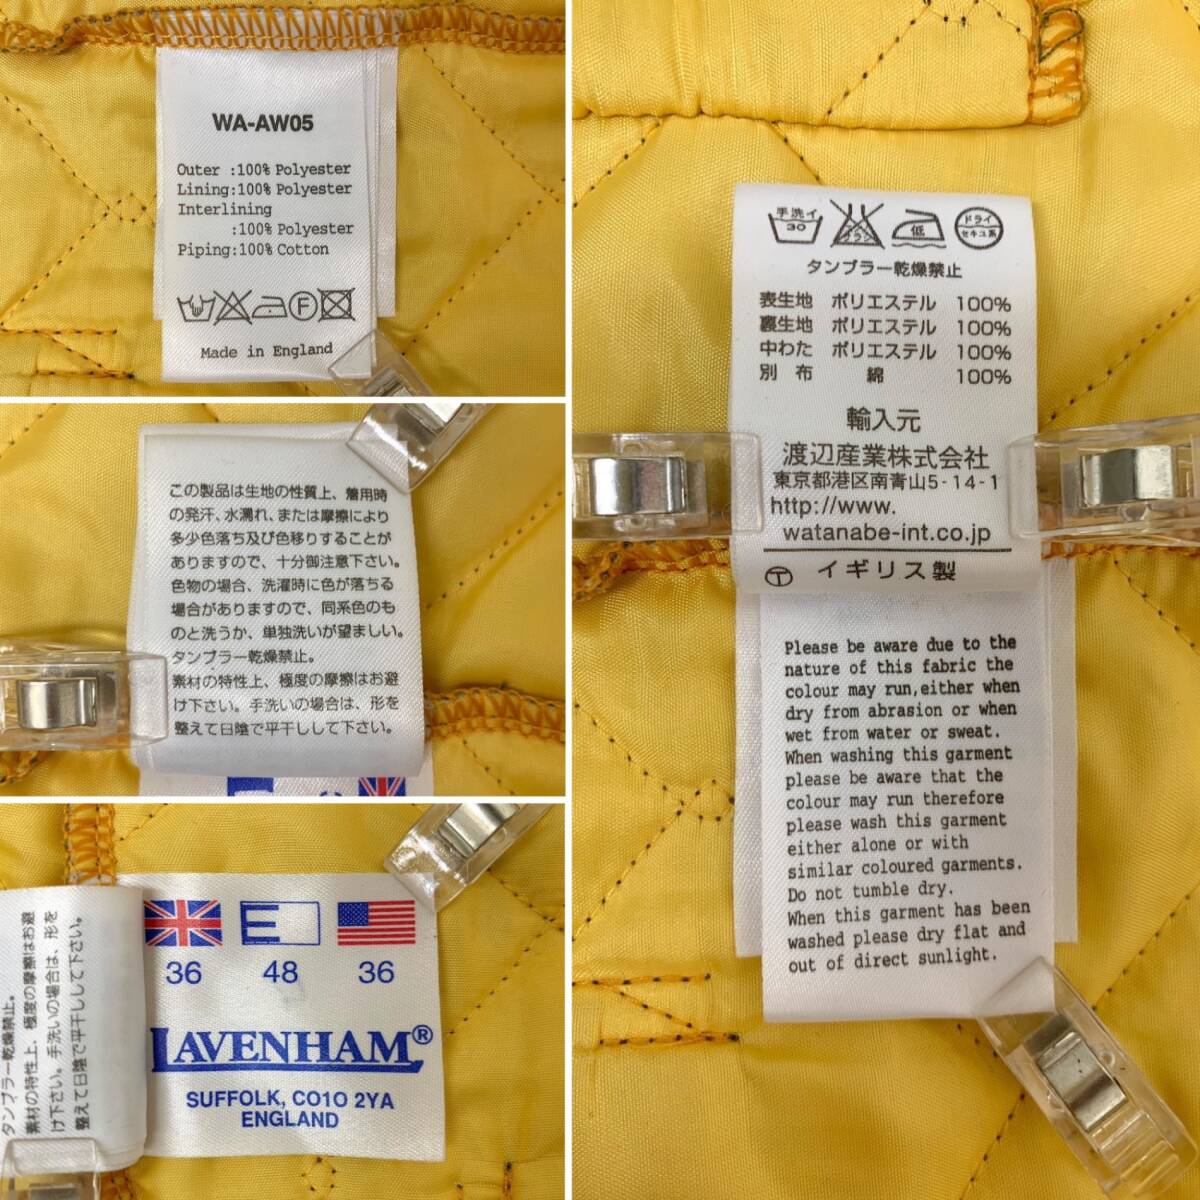 WA-AW05
Outer :100% Polyester
Lining:100% Polyester
Interlining
:100% Polyester
Piping:100% Cotton
Made in England
この製品は生地の性質上、着用時
の発汗、水濡れ、または摩擦により
多少色落ち及び色移りすることが
ありますので、十分御注意下さい。
色物の場合、洗濯時に色が落ちる
場合がありますので、同系色のも
のと洗うか、単独洗いが望ましい。
タンブラー乾燥禁止。
素材の特性上、極度の摩擦はお避
け下さい。手洗いの場合は、形を
整えて日陰で平干しして下さい。
タンブラー乾燥禁止。
素材の特性上、極度の摩擦はお避
け下さい。手洗いの場合は、形を
整えて日陰で平干しして下さい。
36 48 36
LAVENHAM®
SUFFOLK, CO10 2YA
ENGLAND
手洗イ
30
エンソ
サラシ
低
ドライ
セキユ系
タンブラー乾燥禁止
表生地 ポリエステル 100%
裏生地 ポリエステル 100%
中わた ポリエステル 100%
別 布 綿 100%
輸入元
渡辺産業株式会社
東京都港区南青山5-14-1
http://www.
watanabe-int.co.jp
Ⓣ イギリス製
Please be aware due to the
nature of this fabric the
colour may run,either when
dry from abrasion or when
wet from water or sweat.
When washing this garment
please be aware that the
colour may run therefore
please wash this garment
either alone or with
similar coloured garments.
Do not tumble dry.
When this garment has been
washed please dry flat and
out of direct sunlight.